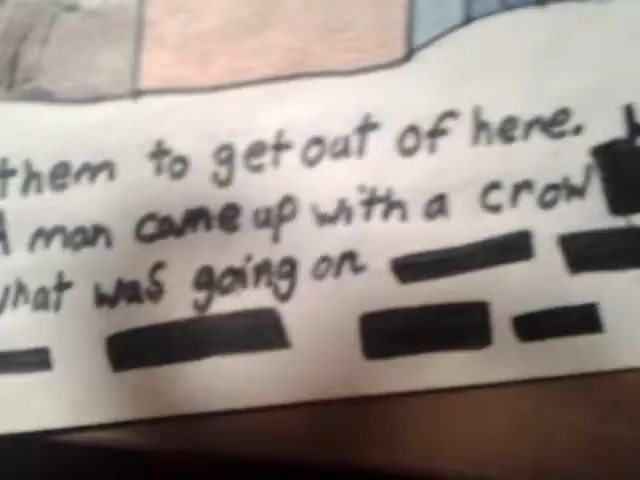 them to get out of here.
A man came up with a crow
what was going on